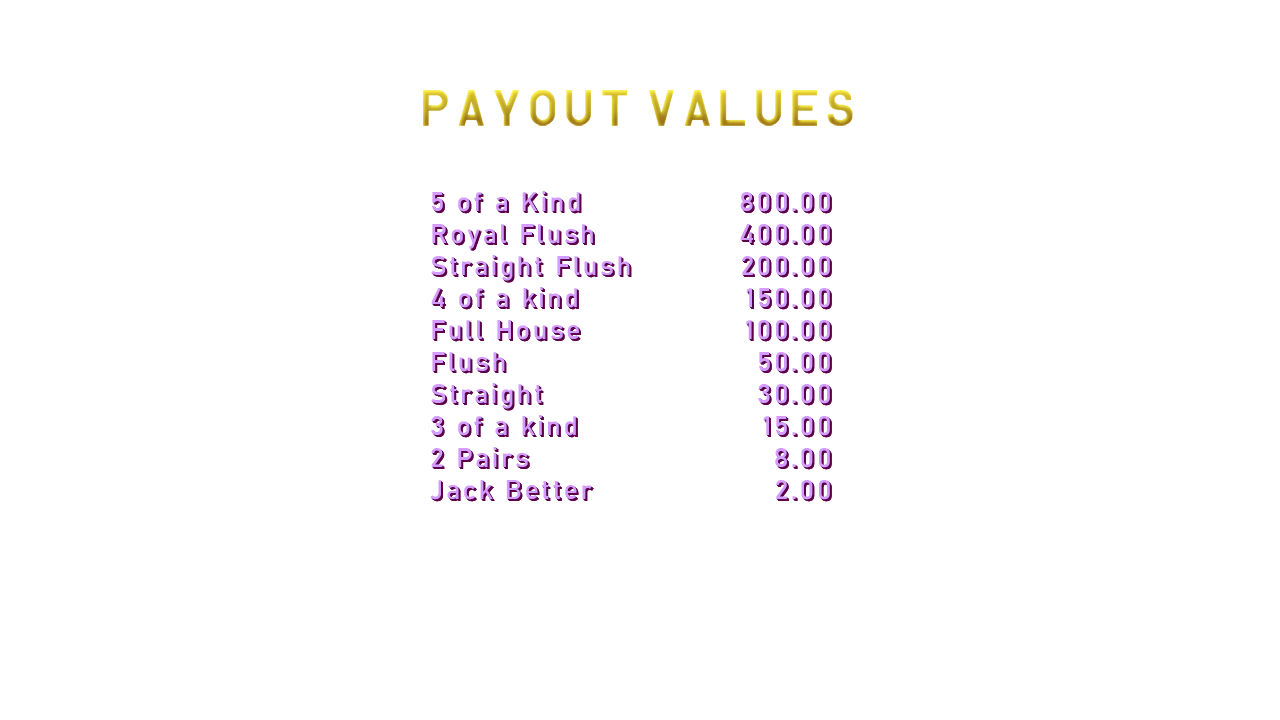 PAYOUT VALUES
5 of a Kind 800.00
Royal Flush 400.00
Straight Flush 200.00
4 of a kind 150.00
Full House 100.00
Flush 50.00
Straight 30.00
3 of a kind 15.00
2 Pairs 8.00
Jack Better 2.00